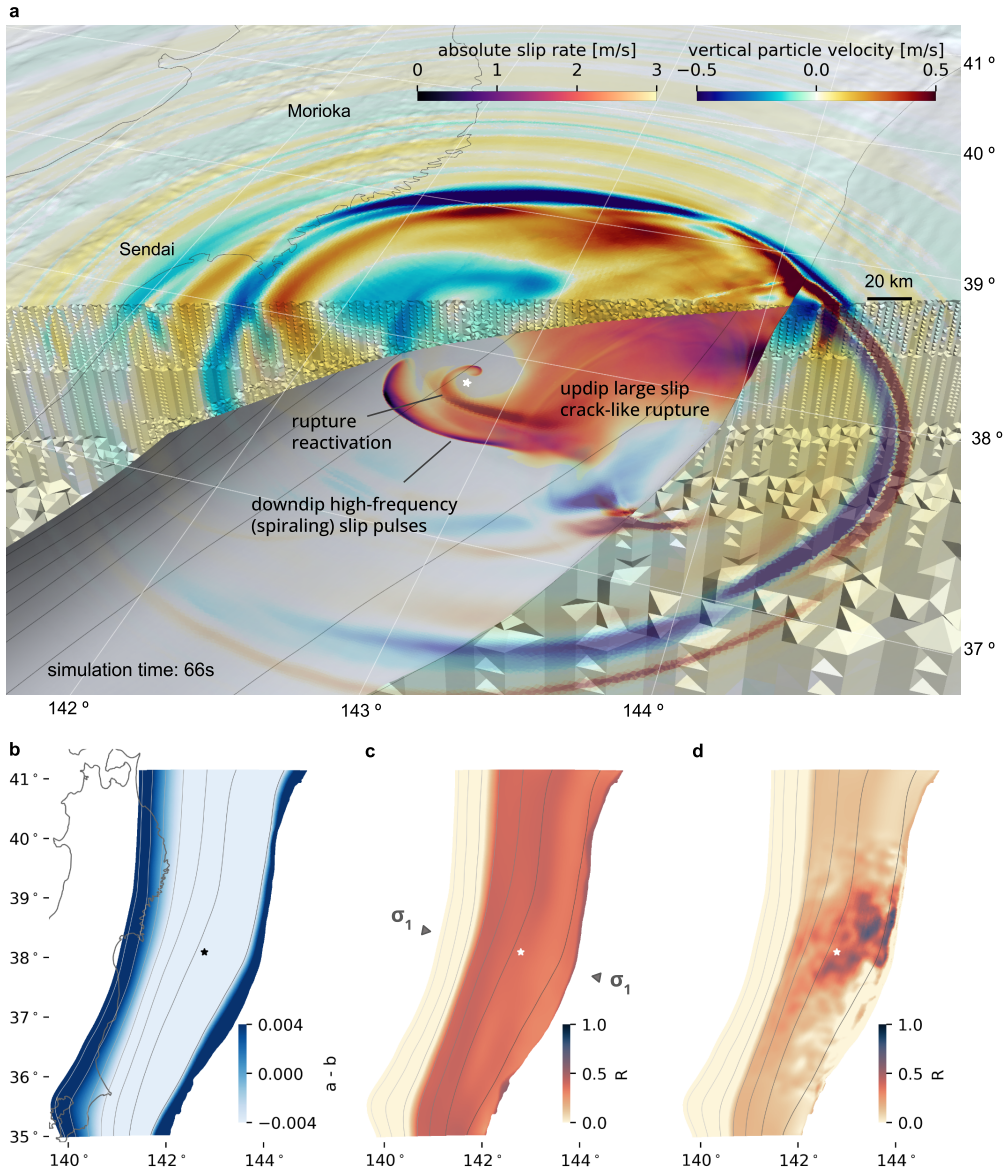 a
absolute slip rate [m/s]
0 1 2 3
vertical particle velocity [m/s]
−0.5 0.0 0.5
41 º
Morioka
40 º
Sendai
39 º
20 km
updip large slip
crack-like rupture
rupture
reactivation
38 º
downdip high-frequency
(spiraling) slip pulses
37 º
simulation time: 66s
142 º 143 º 144 º
b
41°
40°
39°
38°
37°
36°
35°
140° 142° 144°
0.004
0.000
−0.004
a - b
c
σ1
σ1
1.0
0.5
0.0
R
140° 142° 144°
d
1.0
0.5
0.0
R
140° 142° 144°